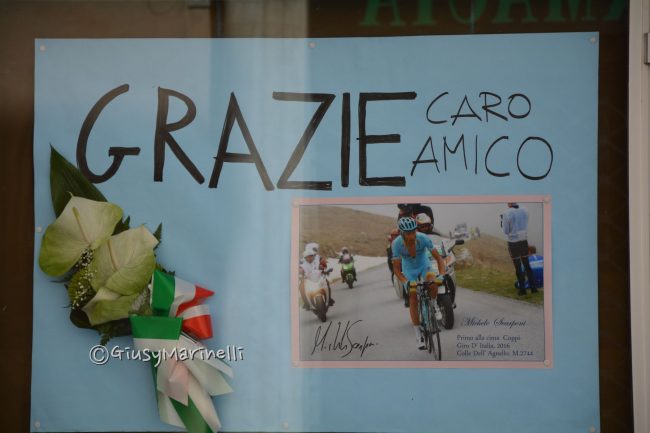 GRAZIE
CARO
AMICO
Michele Scarponi
Primo alla cima Coppi
Giro D' Italia, 2016
Colle Dell' Agnello, M.2744
©GiusyMarinelli